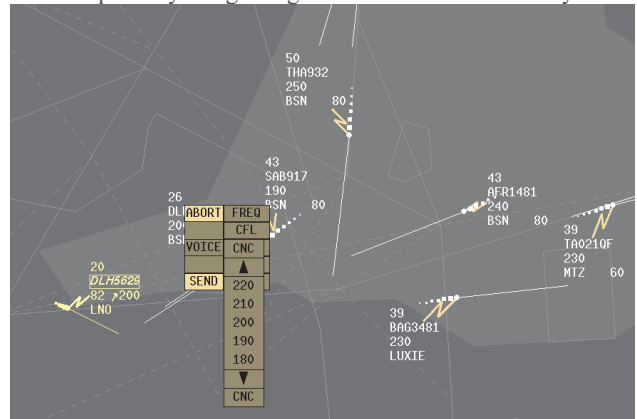 50
THA932
250
BSN 80
43
SAB917
190
BSN 80
43
AFR1481
240
BSN 80
39
TA021QF
230
MTZ 60
26
ABORT FREQ
CFL
VOICE CNC
SEND 220
210
200
190
180
CNC
20
DLH5629
82 ↗200
LNO
39
BAG3481
230
LUXIE